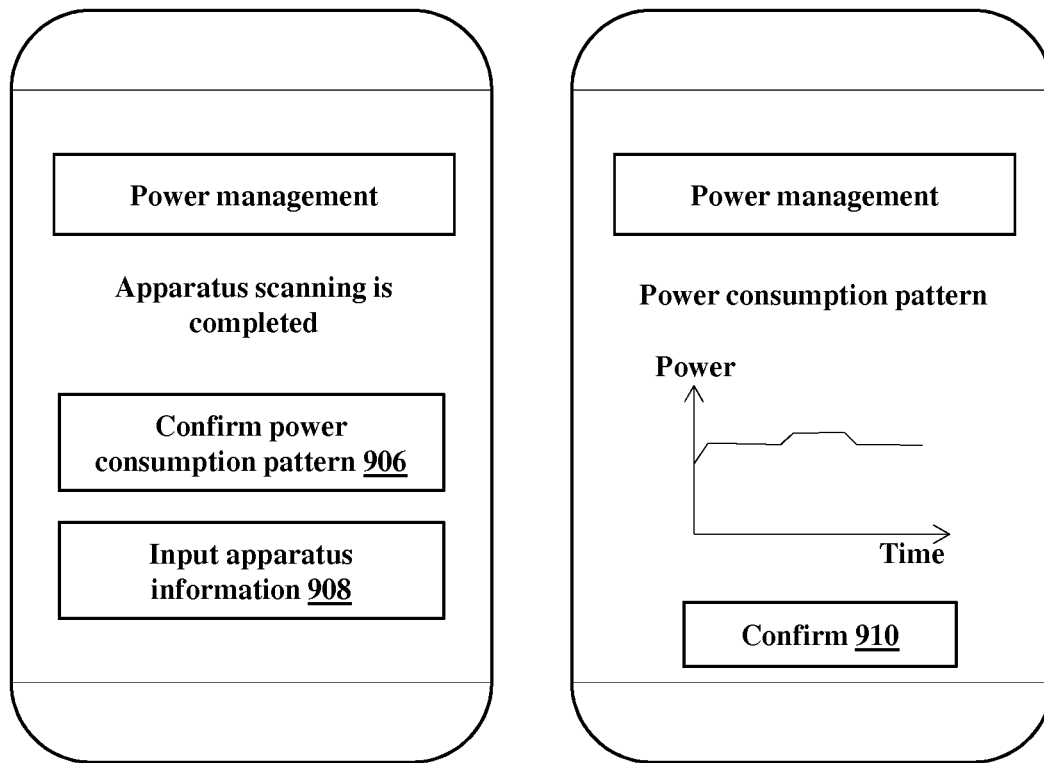 Power management
Apparatus scanning is
completed
Confirm power
consumption pattern 906
Input apparatus
information 908
Power management
Power consumption pattern
Power
Time
Confirm 910